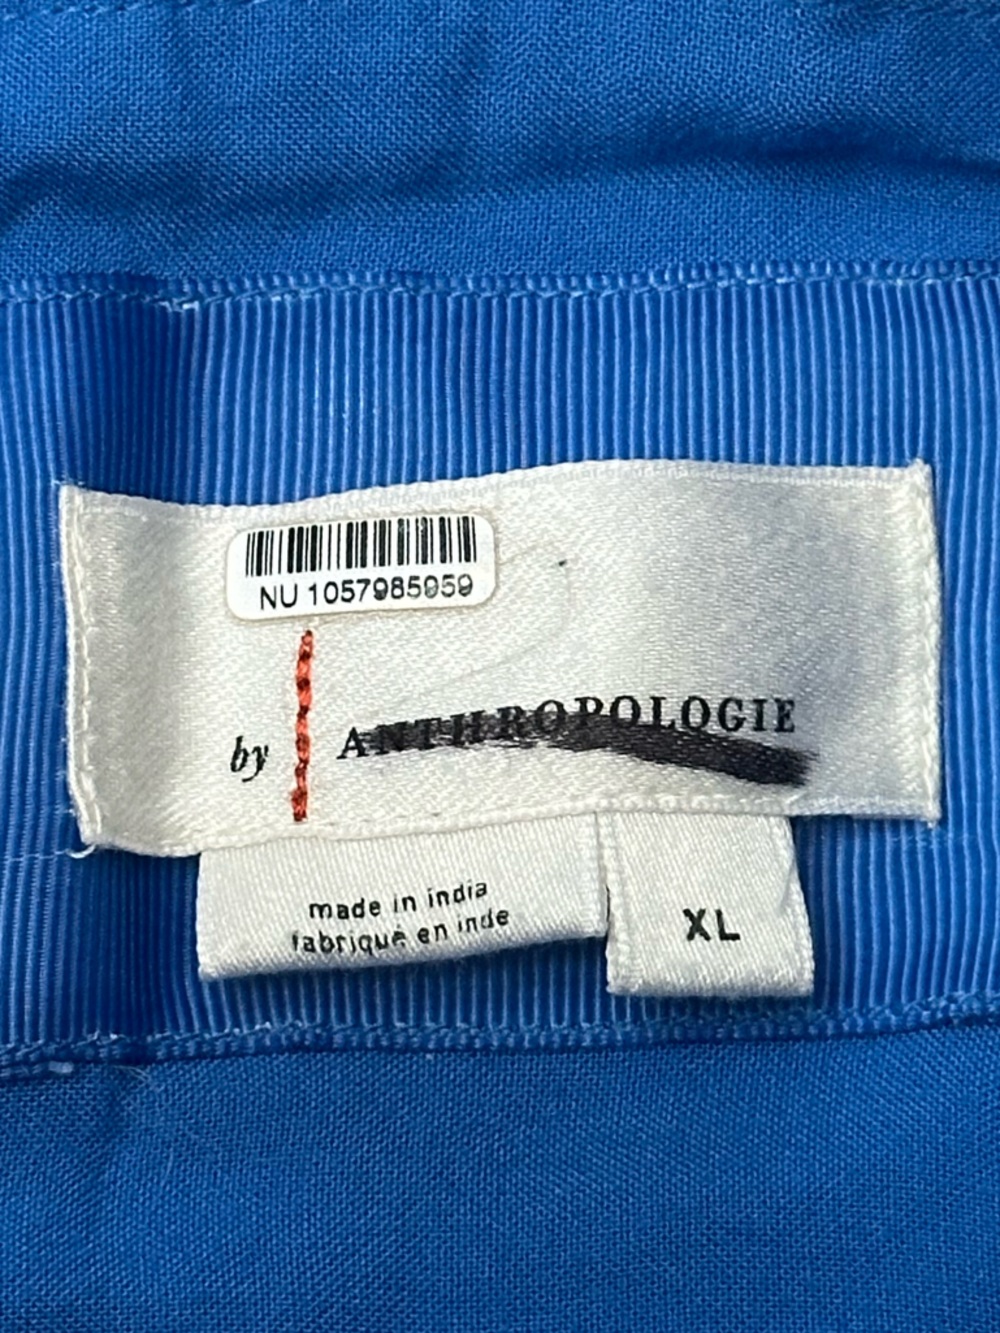 NU 1057985959
by ANTHROPOLOGIE
made in india
fabriqué en inde
XL